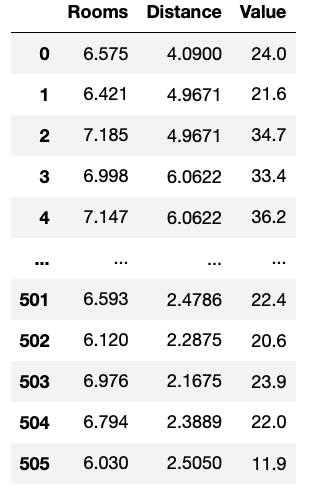 Rooms Distance Value
0 6.575 4.0900 24.0
1 6.421 4.9671 21.6
2 7.185 4.9671 34.7
3 6.998 6.0622 33.4
4 7.147 6.0622 36.2
... ... ... ...
501 6.593 2.4786 22.4
502 6.120 2.2875 20.6
503 6.976 2.1675 23.9
504 6.794 2.3889 22.0
505 6.030 2.5050 11.9